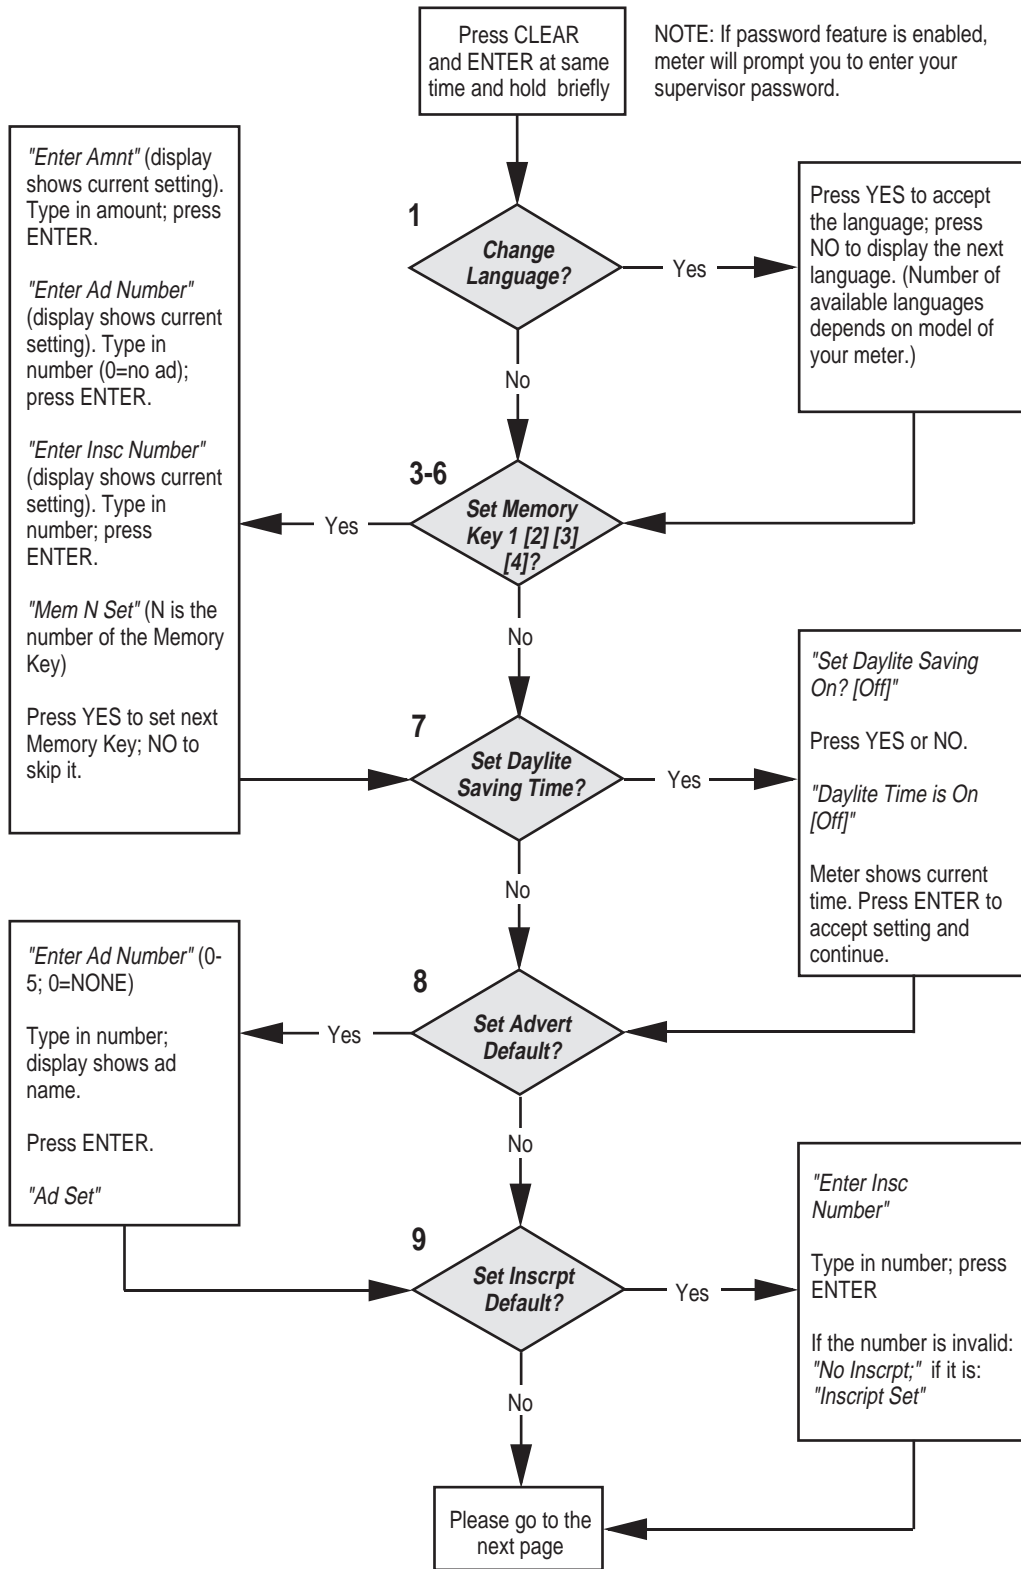 Press CLEAR
and ENTER at same
time and hold briefly
NOTE: If password feature is enabled,
meter will prompt you to enter your
supervisor password.
1
Change
Language?
Yes
Press YES to accept
the language; press
NO to display the next
language. (Number of
available languages
depends on model of
your meter.)
No
3-6
Set Memory
Key 1 [2] [3]
[4]?
Yes
"Enter Amnt" (display
shows current setting).
Type in amount; press
ENTER.
"Enter Ad Number"
(display shows current
setting). Type in
number (0=no ad);
press ENTER.
"Enter Insc Number"
(display shows current
setting). Type in
number; press
ENTER.
"Mem N Set" (N is the
number of the Memory
Key)
Press YES to set next
Memory Key; NO to
skip it.
No
7
Set Daylite
Saving Time?
Yes
"Set Daylite Saving
On? [Off]"
Press YES or NO.
"Daylite Time is On
[Off]"
Meter shows current
time. Press ENTER to
accept setting and
continue.
No
8
Set Advert
Default?
Yes
"Enter Ad Number" (0-
5; 0=NONE)
Type in number;
display shows ad
name.
Press ENTER.
"Ad Set"
No
9
Set Inscrpt
Default?
Yes
"Enter Insc
Number"
Type in number; press
ENTER
If the number is invalid:
"No Inscrpt;" if it is:
"Inscript Set"
No
Please go to the
next page